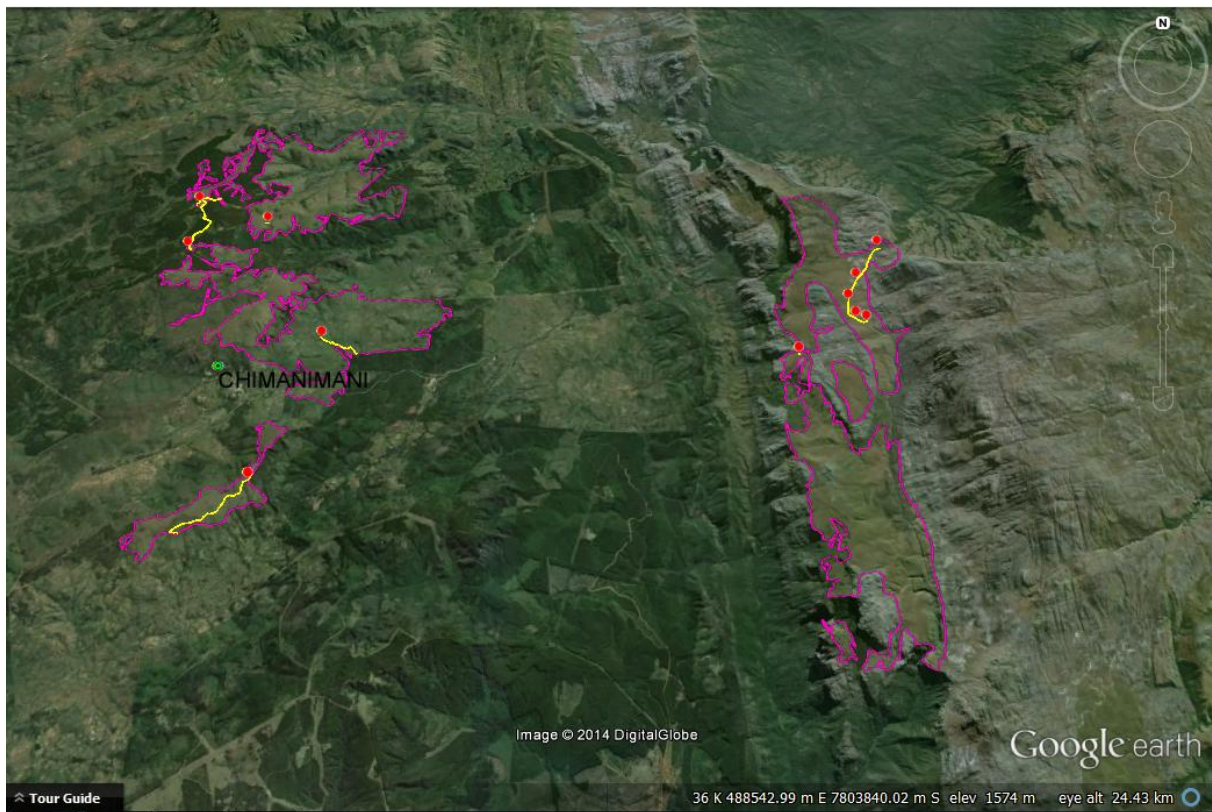 N
CHIMANIMANI
Image © 2014 DigitalGlobe
Google earth
Tour Guide
36 K 488542.99 m E 7803840.02 m S elev 1574 m eye alt 24.43 km